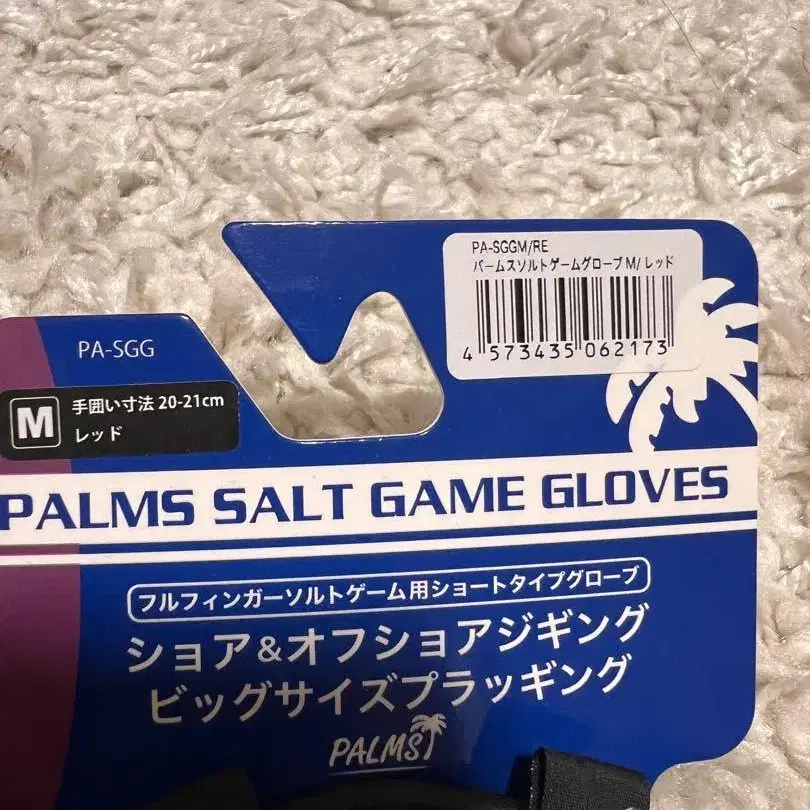 PA-SGGM/RE
パームスソルトゲームグローブM/レッド
4 573435 062173
PA-SGG
M 手囲い寸法 20-21cm
レッド
PALMS SALT GAME GLOVES
フルフィンガーソルトゲーム用ショートタイプグローブ
ショア&オフショアジギング
ビッグサイズプラッギング
PALMS